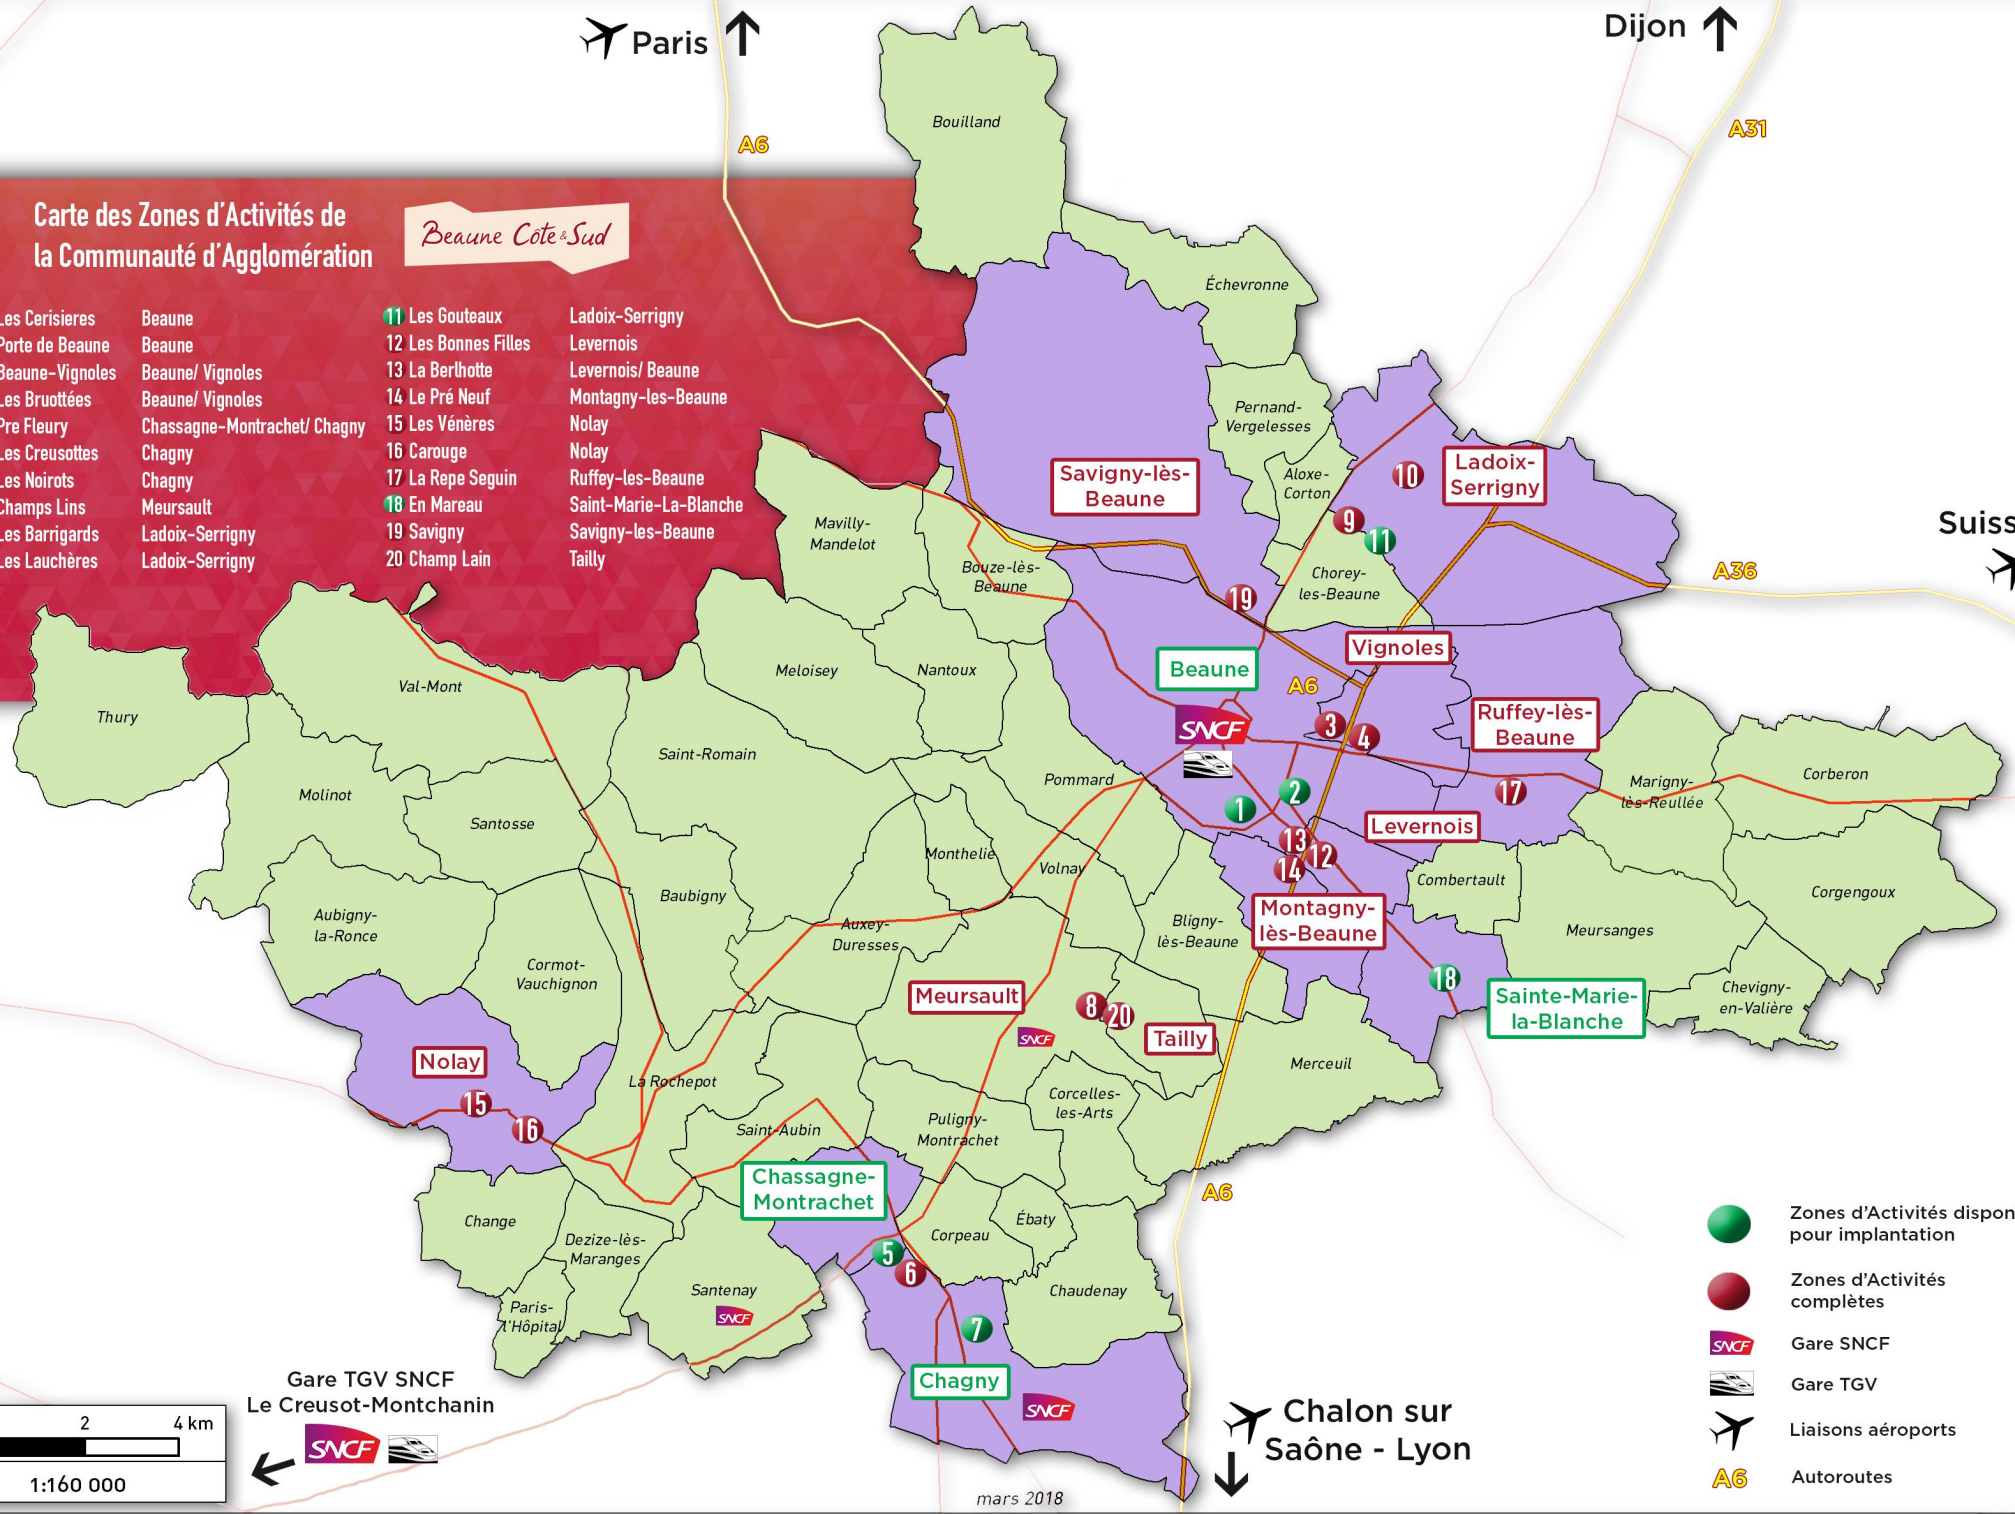 Paris
Dijon
A6
A31
Carte des Zones d'Activités de
la Communauté d'Agglomération
Beaune Côte & Sud
Les Cerisieres Beaune
Porte de Beaune Beaune
Beaune-Vignoles Beaune/ Vignoles
Les Bruottées Beaune/ Vignoles
Pre Fleury Chassagne-Montrachet/ Chagny
Les Creusottes Chagny
Les Noirots Chagny
Champs Lins Meursault
Les Barrigards Ladoix-Serrigny
Les Lauchères Ladoix-Serrigny
11 Les Gouteaux Ladoix-Serrigny
12 Les Bonnes Filles Levernois
13 La Berlhotte Levernois/ Beaune
14 Le Pré Neuf Montagny-les-Beaune
15 Les Vénères Nolay
16 Carouge Nolay
17 La Repe Seguin Ruffey-les-Beaune
18 En Mareau Saint-Marie-La-Blanche
19 Savigny Savigny-les-Beaune
20 Champ Lain Tailly
Bouilland
Échevronne
Pernand-
Vergelesses
Aloxe-
Corton
Savigny-lès-
Beaune
Ladoix-
Serrigny
10
9
11
Suiss
A36
Chorey-
les-Beaune
19
Mavilly-
Mandelot
Bouze-lès-
Beaune
Vignoles
Beaune
A6
SNCF
3
4
Ruffey-lès-
Beaune
17
1
2
Levernois
13
12
14
Montagny-
lès-Beaune
Marigny-
lès-Reullée
Corberon
Corgengoux
Combertault
Meursanges
Chevigny-
en-Valière
18
Sainte-Marie-
la-Blanche
Thury
Val-Mont
Molinot
Santosse
Saint-Romain
Meloisey
Nantoux
Pommard
Monthelie
Volnay
Baubigny
Aubigny-
la-Ronce
Cormot-
Vauchignon
Auxey-
Duresses
Bligny-
lès-Beaune
Meursault
SNCF
8
20
Tailly
Merceuil
Nolay
15
16
La Rochepot
Saint-Aubin
Puligny-
Montrachet
Corcelles-
les-Arts
Chassagne-
Montrachet
A6
Change
Dezize-lès-
Maranges
Paris-
l'Hôpital
Santenay
SNCF
Corpeau
Ébaty
Chaudenay
5
6
7
Chagny
SNCF
Gare TGV SNCF
Le Creusot-Montchanin
SNCF
2 4 km
1:160 000
mars 2018
Chalon sur
Saône - Lyon
Zones d'Activités dispon
pour implantation
Zones d'Activités
complètes
SNCF Gare SNCF
Gare TGV
Liaisons aéroports
A6 Autoroutes